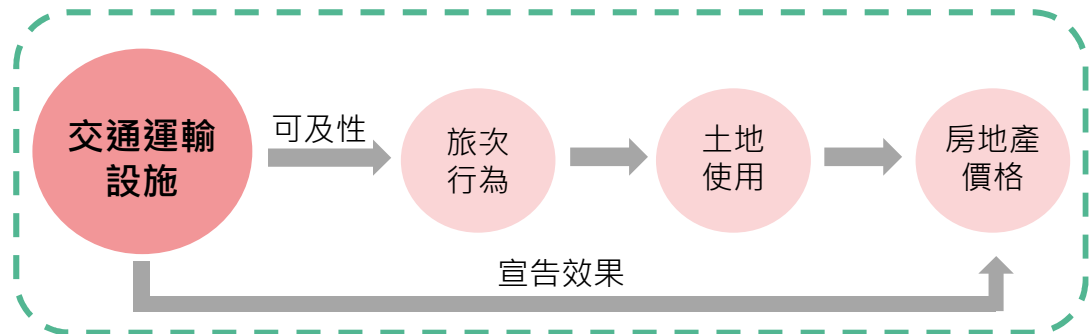 交通運輸
設施
可及性
旅次
行為
土地
使用
房地產
價格
宣告效果